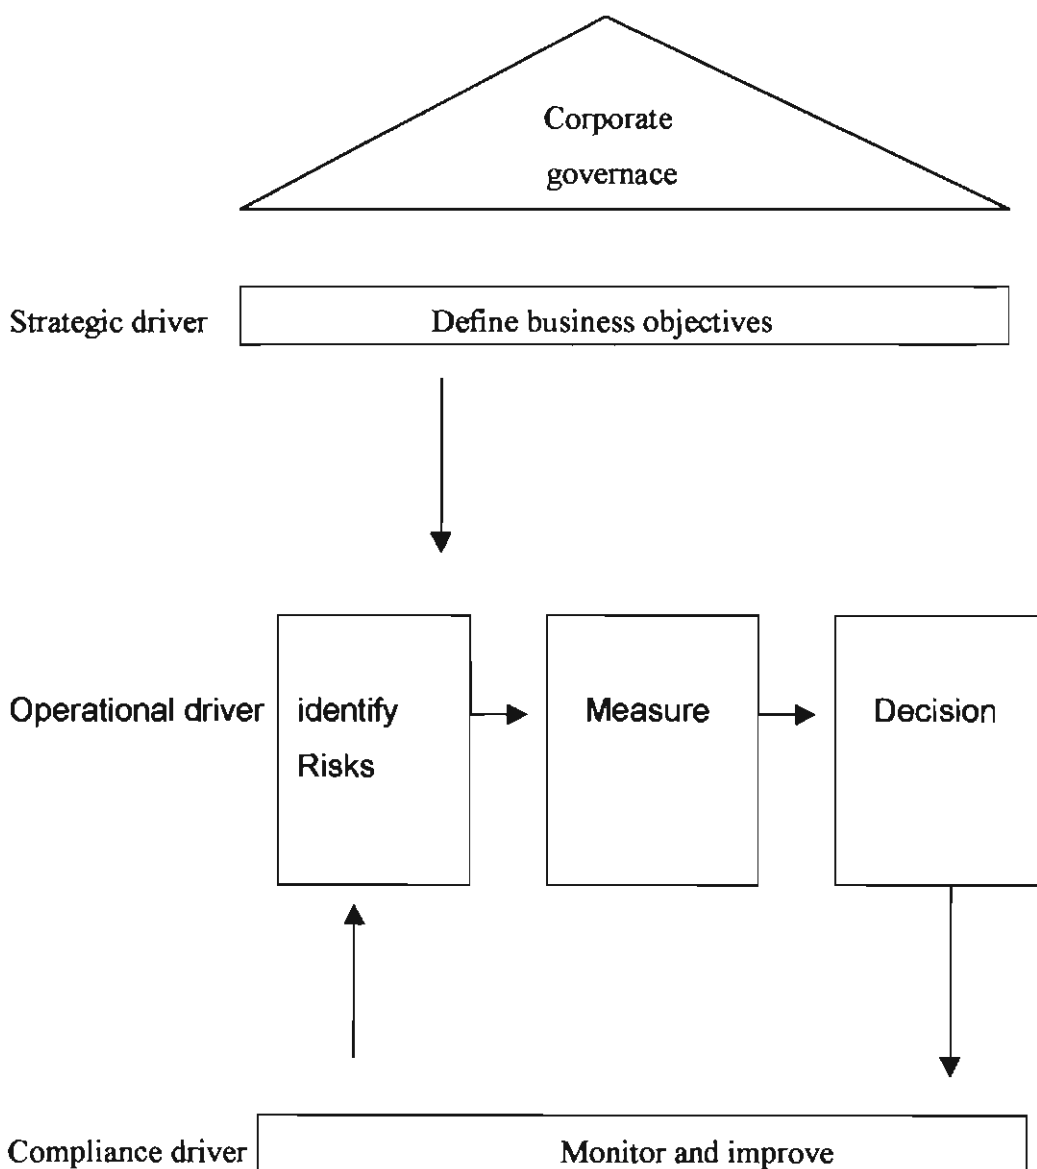 Corporate
governace
Strategic driver
Define business objectives
Operational driver
identify
Risks
Measure
Decision
Compliance driver
Monitor and improve